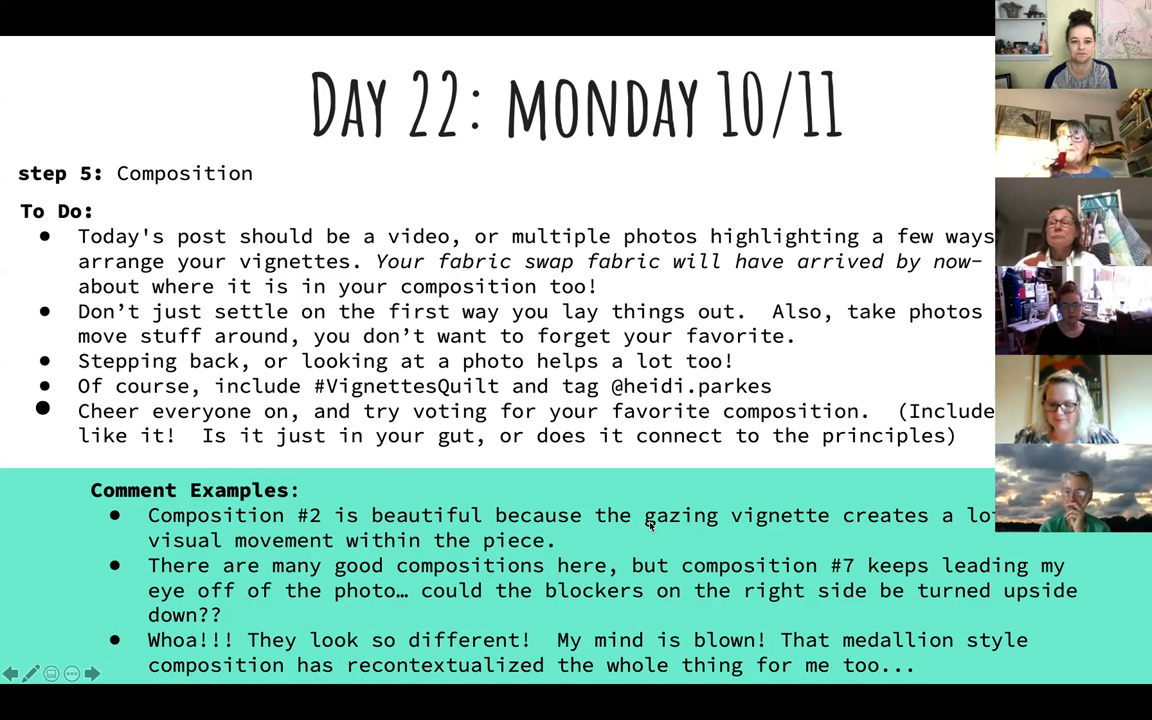 Day 22: Monday 10/11
step 5: Composition
To Do:
● Today's post should be a video, or multiple photos highlighting a few ways
arrange your vignettes. Your fabric swap fabric will have arrived by now-
about where it is in your composition too!
● Don’t just settle on the first way you lay things out.  Also, take photos
move stuff around, you don’t want to forget your favorite.
● Stepping back, or looking at a photo helps a lot too!
● Of course, include #VignettesQuilt and tag @heidi.parkes
● Cheer everyone on, and try voting for your favorite composition.  (Include
like it!  Is it just in your gut, or does it connect to the principles)
Comment Examples:
● Composition #2 is beautiful because the gazing vignette creates a lot
visual movement within the piece.
● There are many good compositions here, but composition #7 keeps leading my
eye off of the photo… could the blockers on the right side be turned upside
down??
● Whoa!!! They look so different!  My mind is blown! That medallion style
composition has recontextualized the whole thing for me too...